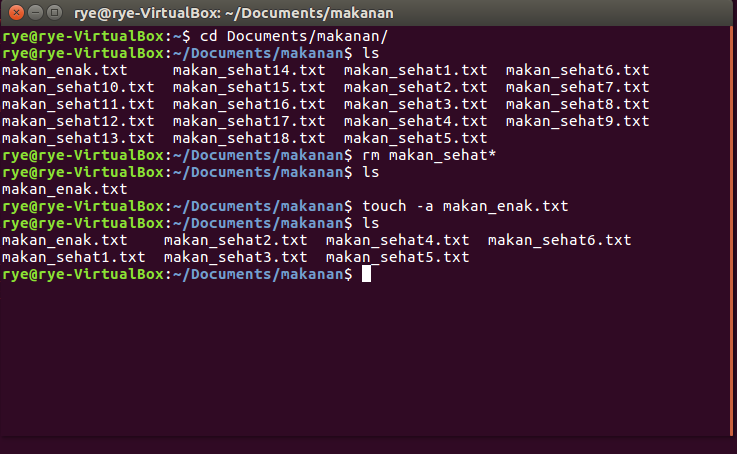 rye@rye-VirtualBox: ~/Documents/makanan
rye@rye-VirtualBox:~$ cd Documents/makanan/
rye@rye-VirtualBox:~/Documents/makanan$ ls
makan_enak.txt makan_sehat14.txt makan_sehat1.txt makan_sehat6.txt
makan_sehat10.txt makan_sehat15.txt makan_sehat2.txt makan_sehat7.txt
makan_sehat11.txt makan_sehat16.txt makan_sehat3.txt makan_sehat8.txt
makan_sehat12.txt makan_sehat17.txt makan_sehat4.txt makan_sehat9.txt
makan_sehat13.txt makan_sehat18.txt makan_sehat5.txt
rye@rye-VirtualBox:~/Documents/makanan$ rm makan_sehat*
rye@rye-VirtualBox:~/Documents/makanan$ ls
makan_enak.txt
rye@rye-VirtualBox:~/Documents/makanan$ touch -a makan_enak.txt
rye@rye-VirtualBox:~/Documents/makanan$ ls
makan_enak.txt makan_sehat2.txt makan_sehat4.txt makan_sehat6.txt
makan_sehat1.txt makan_sehat3.txt makan_sehat5.txt
rye@rye-VirtualBox:~/Documents/makanan$